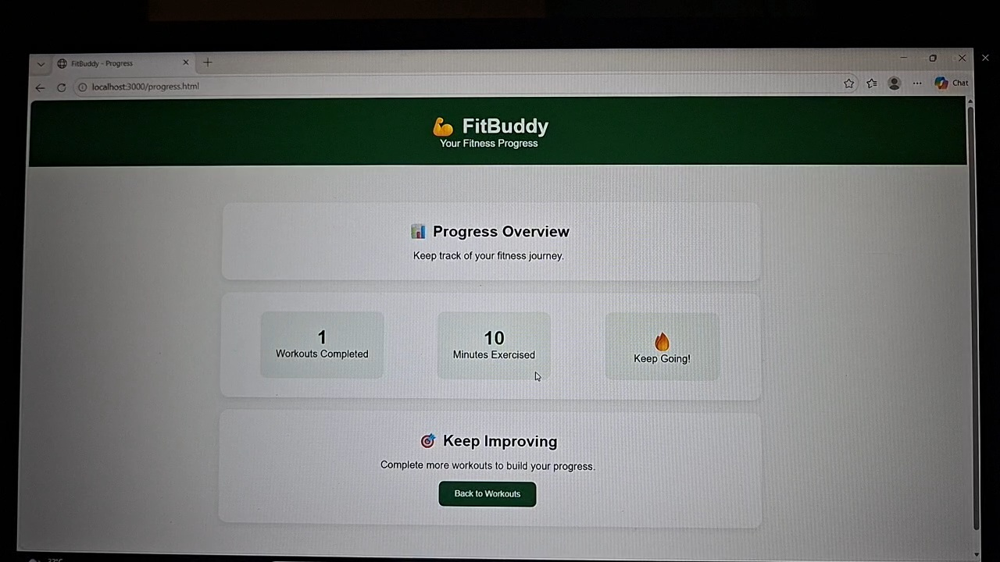 FitBuddy - Progress
localhost:3000/progress.html
Chat
FitBuddy
Your Fitness Progress
Progress Overview
Keep track of your fitness journey.
1
Workouts Completed
10
Minutes Exercised
Keep Going!
Keep Improving
Complete more workouts to build your progress.
Back to Workouts